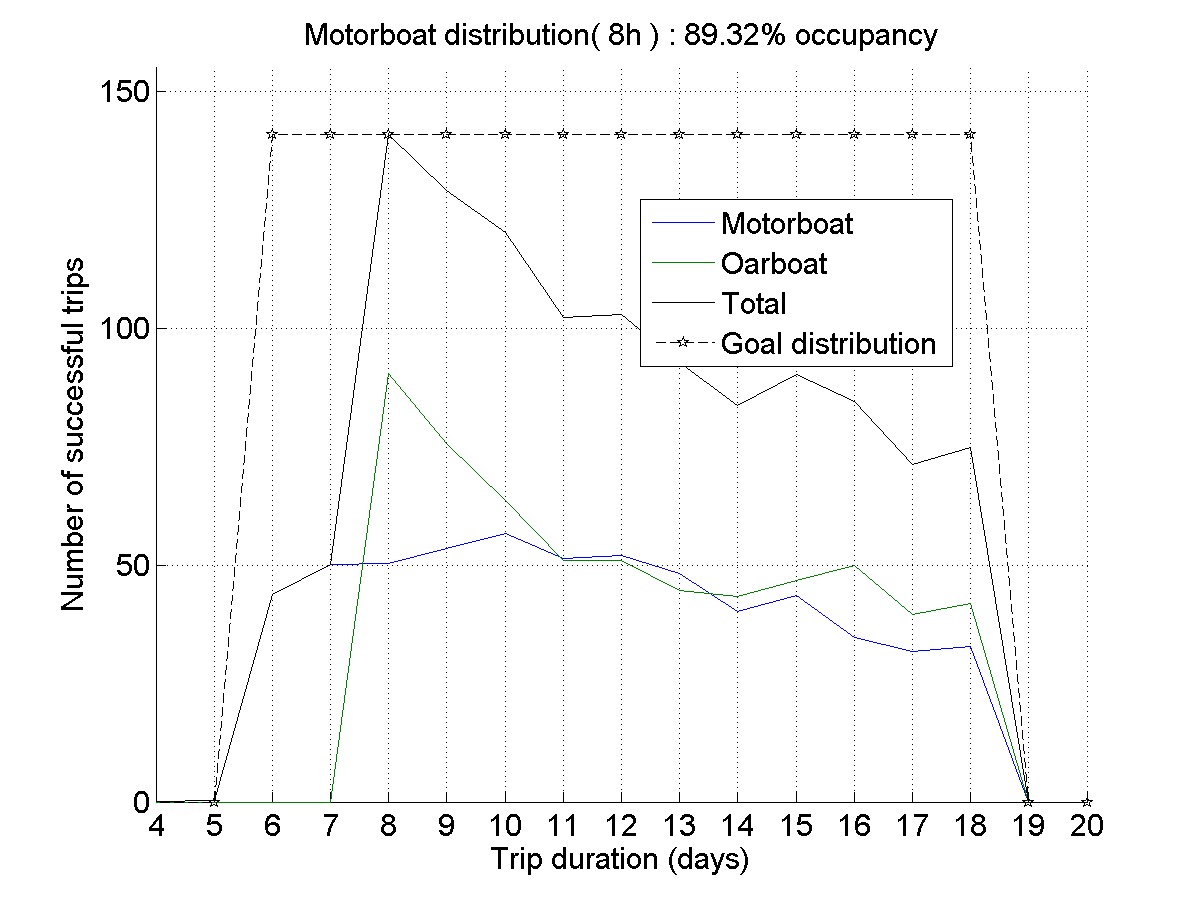 Motorboat distribution( 8h ) : 89.32% occupancy
150
100
50
0
Number of successful trips
Motorboat
Oarboat
Total
Goal distribution
4 5 6 7 8 9 10 11 12 13 14 15 16 17 18 19 20
Trip duration (days)